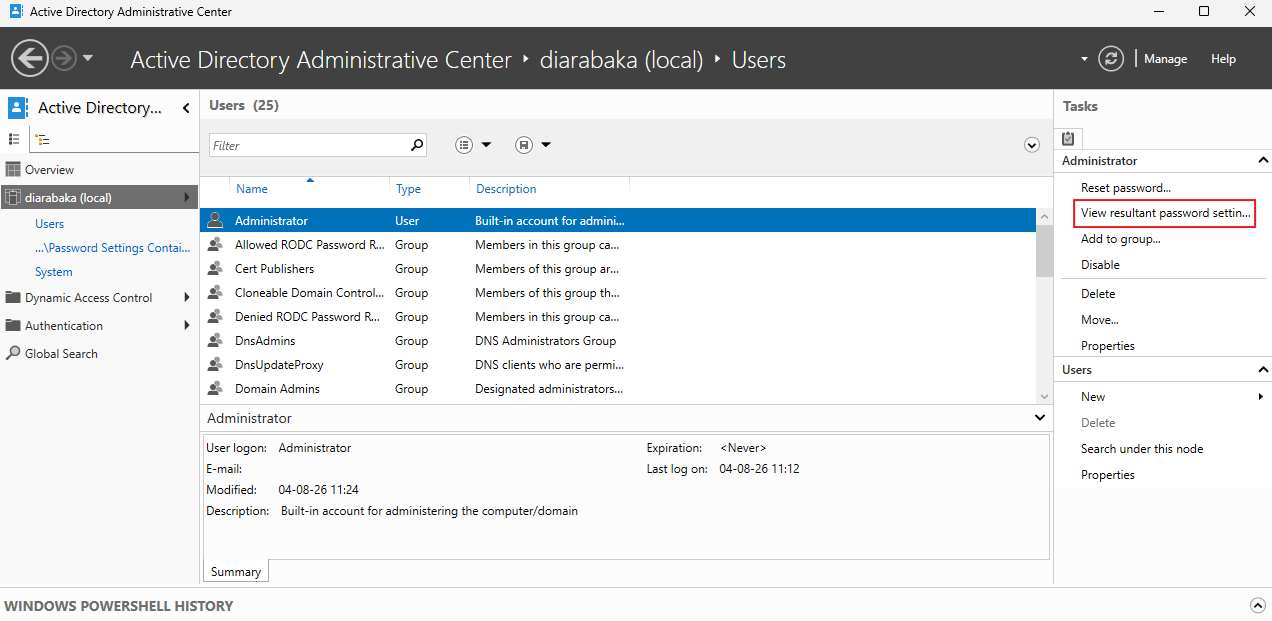 Active Directory Administrative Center
Active Directory Administrative Center • diarabaka (local) • Users
Manage
Help
Active Directory...
Overview
diarabaka (local)
Users
...\Password Settings Contai...
System
Dynamic Access Control
Authentication
Global Search
Users (25)
Filter
Name Type Description
Administrator User Built-in account for admini...
Allowed RODC Password R... Group Members in this group ca...
Cert Publishers Group Members of this group ar...
Cloneable Domain Control... Group Members of this group th...
Denied RODC Password R... Group Members in this group ca...
DnsAdmins Group DNS Administrators Group
DnsUpdateProxy Group DNS clients who are permi...
Domain Admins Group Designated administrators...
Administrator
User logon: Administrator Expiration: <Never>
E-mail: Last log on: 04-08-26 11:12
Modified: 04-08-26 11:24
Description: Built-in account for administering the computer/domain
Summary
Tasks
Administrator
Reset password...
View resultant password settin...
Add to group...
Disable
Delete
Move...
Properties
Users
New
Delete
Search under this node
Properties
WINDOWS POWERSHELL HISTORY